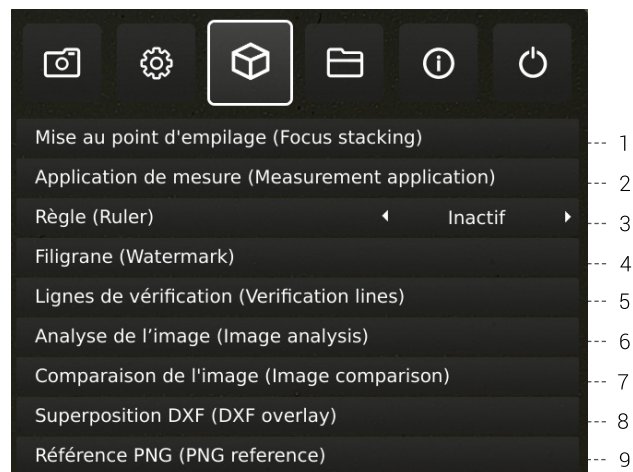 Mise au point d'empilage (Focus stacking) --- 1
Application de mesure (Measurement application) --- 2
Règle (Ruler) Inactif --- 3
Filigrane (Watermark) --- 4
Lignes de vérification (Verification lines) --- 5
Analyse de l’image (Image analysis) --- 6
Comparaison de l'image (Image comparison) --- 7
Superposition DXF (DXF overlay) --- 8
Référence PNG (PNG reference) --- 9